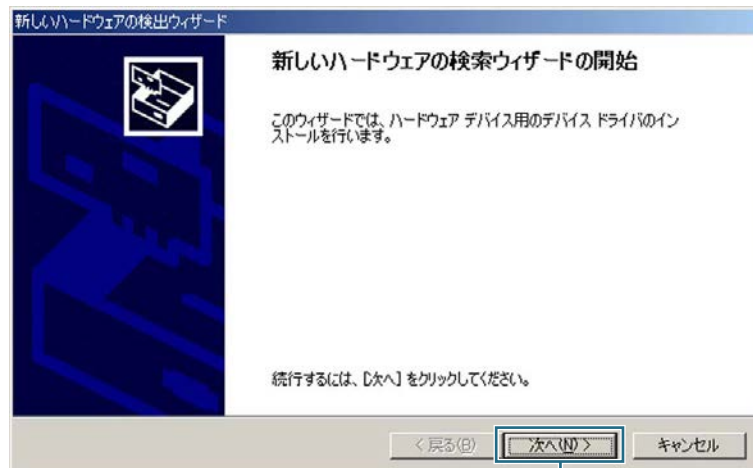 新しいハードウェアの検出ウィザード
新しいハードウェアの検索ウィザードの開始
このウィザードでは、ハードウェア デバイス用のデバイス ドライバのイン
ストールを行います。
続行するには、[次へ] をクリックしてください。
< 戻る(B)
次へ(N) >
キャンセル